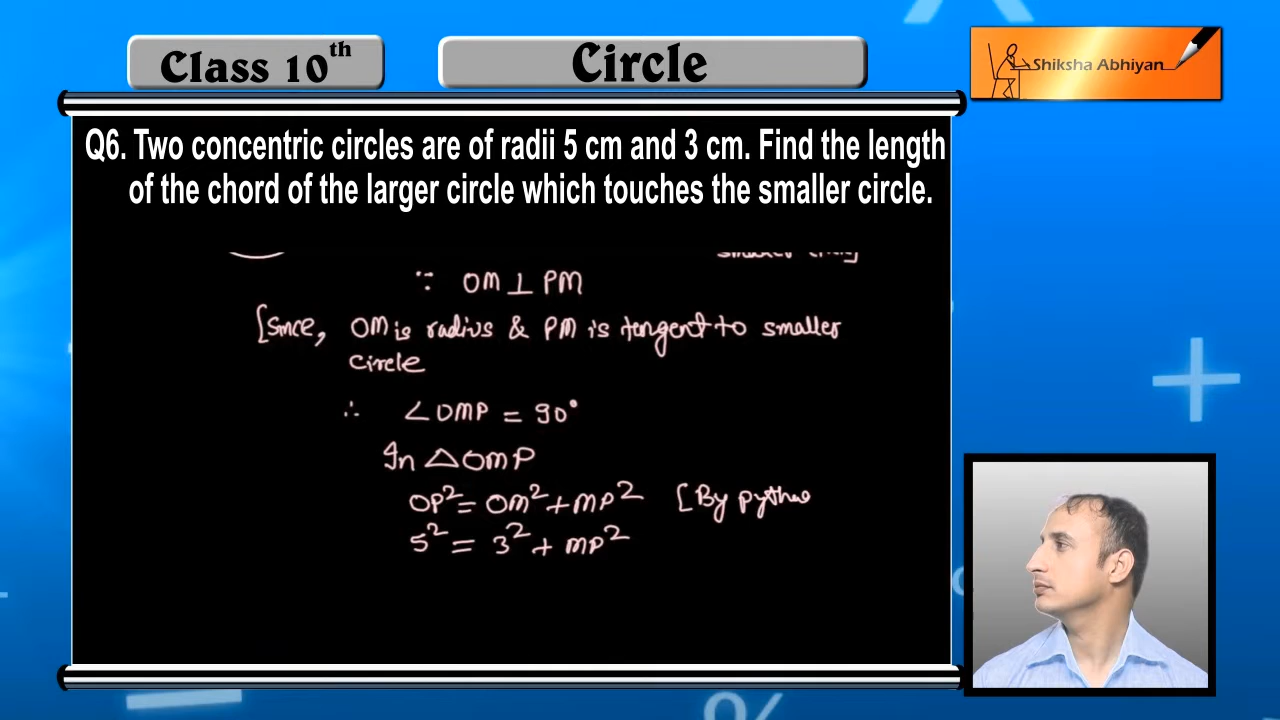 Class 10th
Circle
Shiksha Abhiyan
Q6. Two concentric circles are of radii 5 cm and 3 cm. Find the length
of the chord of the larger circle which touches the smaller circle.
∵ OM ⊥ PM
[Since, OM is radius & PM is tengent to smaller
circle
∴ ∠OMP = 90°
In △OMP
OP² = OM² + MP² [By pythae
5² = 3² + MP²